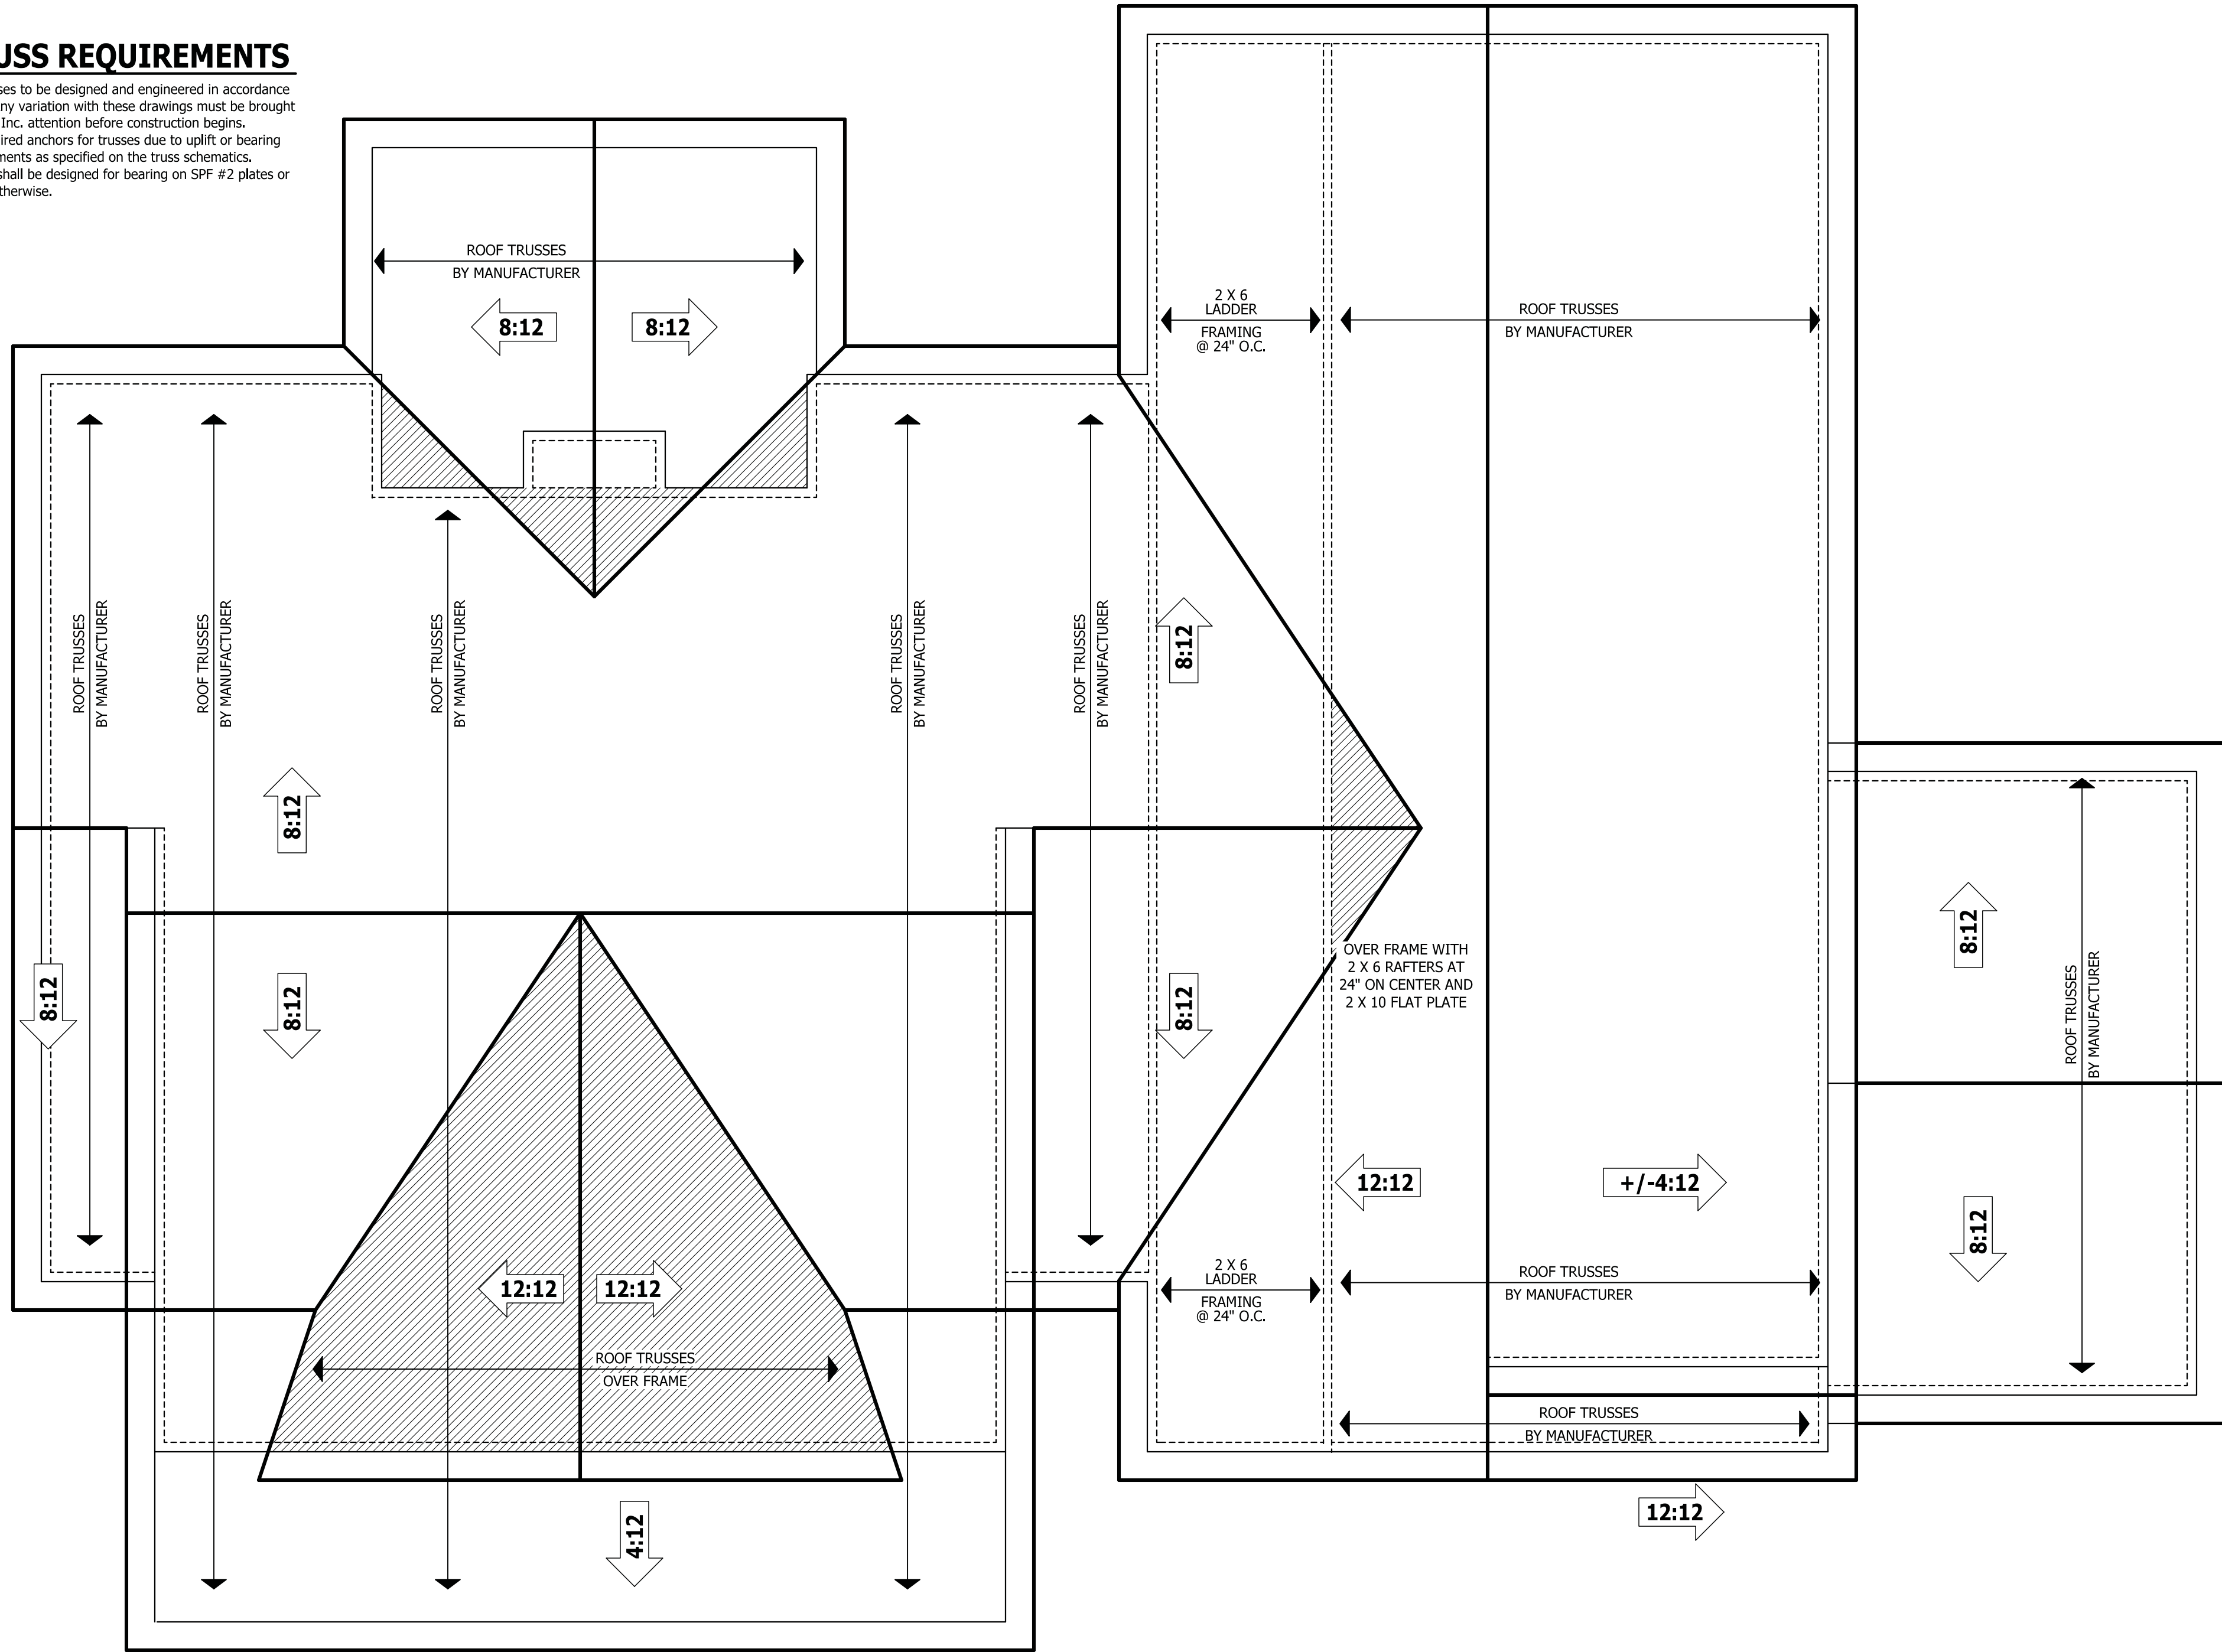 REQUIREMENTS
to be designed and engineered in accordance
variation with these drawings must be brought
Inc. attention before construction begins.
anchors for trusses due to uplift or bearing
as specified on the truss schematics.
shall be designed for bearing on SPF #2 plates or
ROOF TRUSSES
BY MANUFACTURER
8:12
8:12
2 X 6
LADDER
FRAMING
@ 24" O.C.
ROOF TRUSSES
BY MANUFACTURER
ROOF TRUSSES
BY MANUFACTURER
ROOF TRUSSES
BY MANUFACTURER
ROOF TRUSSES
BY MANUFACTURER
ROOF TRUSSES
BY MANUFACTURER
ROOF TRUSSES
BY MANUFACTURER
8:12
8:12
8:12
8:12
8:12
OVER FRAME WITH
2 X 6 RAFTERS AT
24" ON CENTER AND
2 X 10 FLAT PLATE
8:12
ROOF TRUSSES
BY MANUFACTURER
12:12
+/-4:12
8:12
12:12
12:12
2 X 6
LADDER
FRAMING
@ 24" O.C.
ROOF TRUSSES
BY MANUFACTURER
ROOF TRUSSES
OVER FRAME
ROOF TRUSSES
BY MANUFACTURER
4:12
12:12